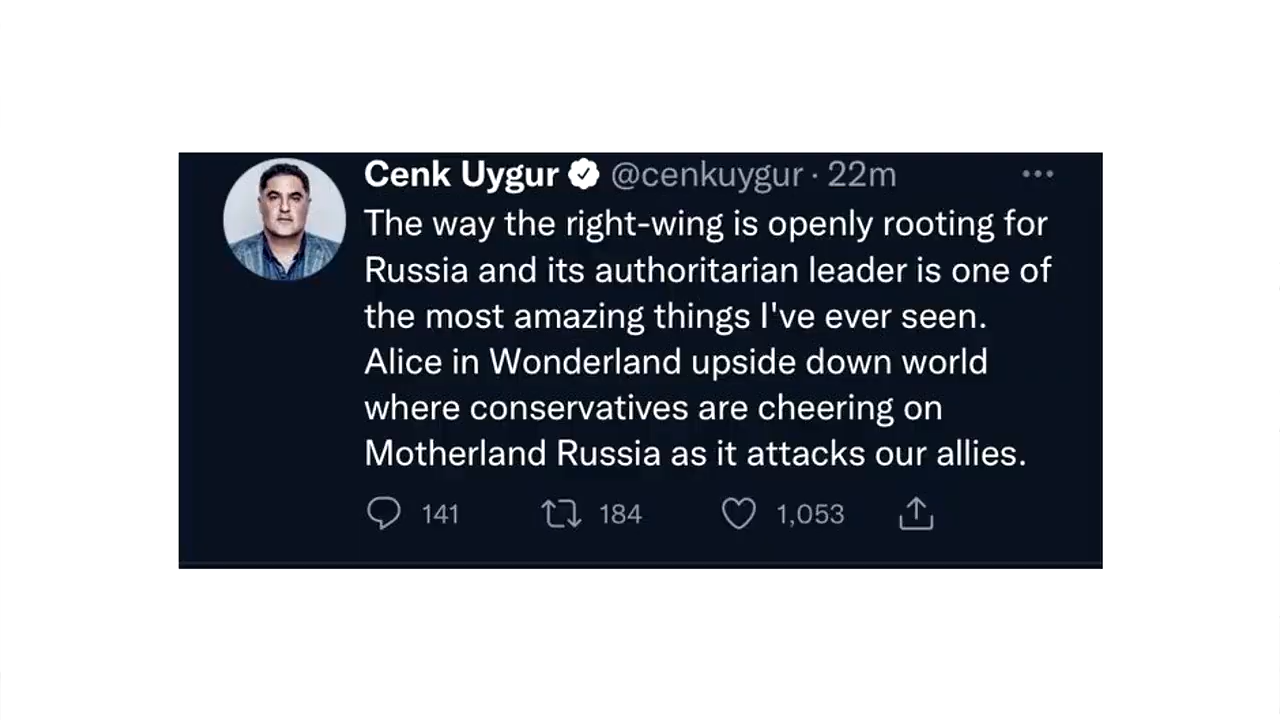 Cenk Uygur @cenkuygur · 22m
The way the right-wing is openly rooting for
Russia and its authoritarian leader is one of
the most amazing things I've ever seen.
Alice in Wonderland upside down world
where conservatives are cheering on
Motherland Russia as it attacks our allies.
141 184 1,053